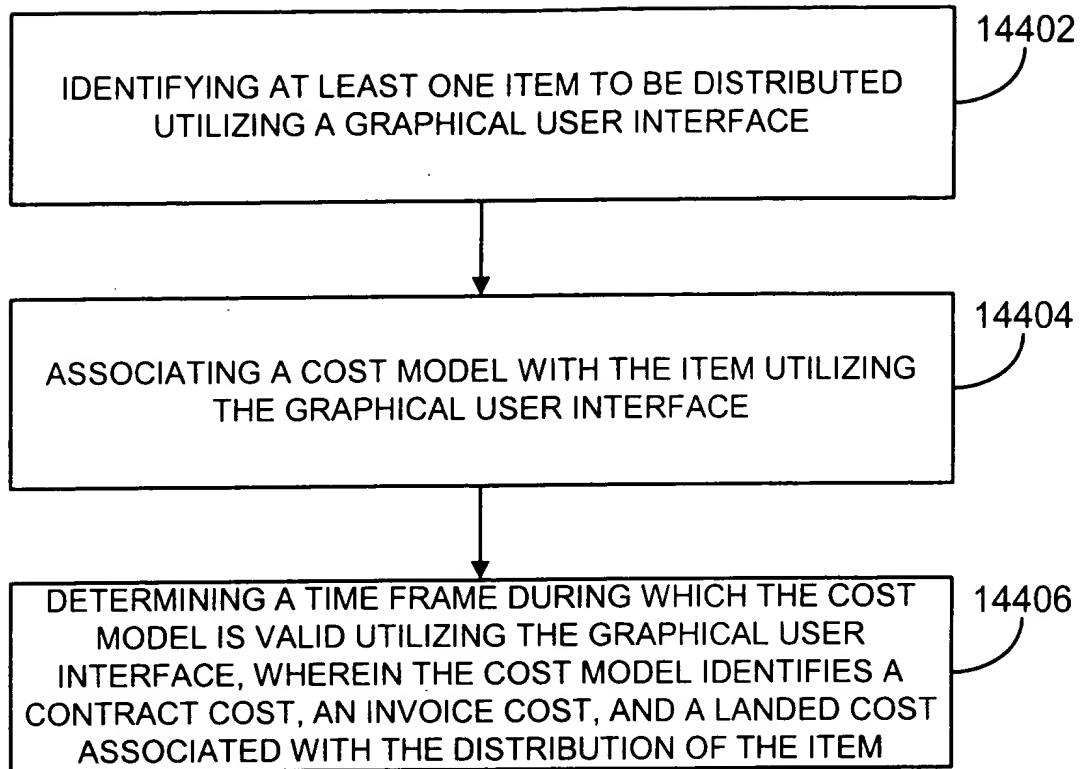 14402
IDENTIFYING AT LEAST ONE ITEM TO BE DISTRIBUTED
UTILIZING A GRAPHICAL USER INTERFACE
14404
ASSOCIATING A COST MODEL WITH THE ITEM UTILIZING
THE GRAPHICAL USER INTERFACE
14406
DETERMINING A TIME FRAME DURING WHICH THE COST
MODEL IS VALID UTILIZING THE GRAPHICAL USER
INTERFACE, WHEREIN THE COST MODEL IDENTIFIES A
CONTRACT COST, AN INVOICE COST, AND A LANDED COST
ASSOCIATED WITH THE DISTRIBUTION OF THE ITEM